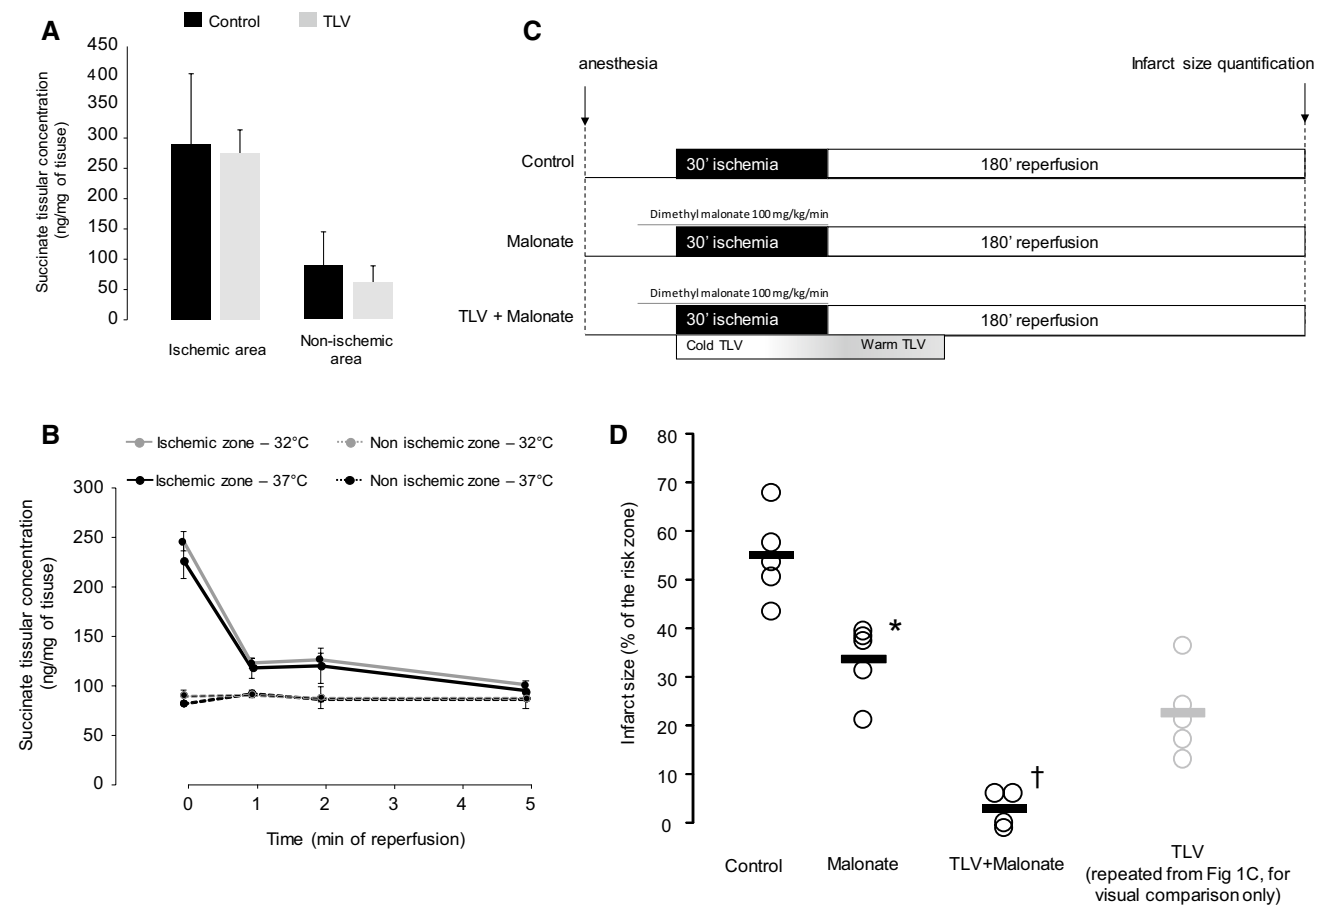 A
Control
TLV
450
400
350
300
250
200
150
100
50
0
Succinate tissular concentration
(ng/mg of tisuse)
Ischemic area
Non-ischemic
area
C
anesthesia
Infarct size quantification
Control
30’ ischemia
180’ reperfusion
Dimethyl malonate 100 mg/kg/min
Malonate
30’ ischemia
180’ reperfusion
Dimethyl malonate 100 mg/kg/min
TLV + Malonate
30’ ischemia
180’ reperfusion
Cold TLV
Warm TLV
B
Ischemic zone – 32°C
Non ischemic zone – 32°C
Ischemic zone – 37°C
Non ischemic zone – 37°C
300
250
200
150
100
50
0
Succinate tissular concentration
(ng/mg of tisuse)
0
1
2
3
4
5
Time (min of reperfusion)
D
80
70
60
50
40
30
20
10
0
Infarct size (% of the risk zone)
*
†
Control
Malonate
TLV+Malonate
TLV
(repeated from Fig 1C, for
visual comparison only)